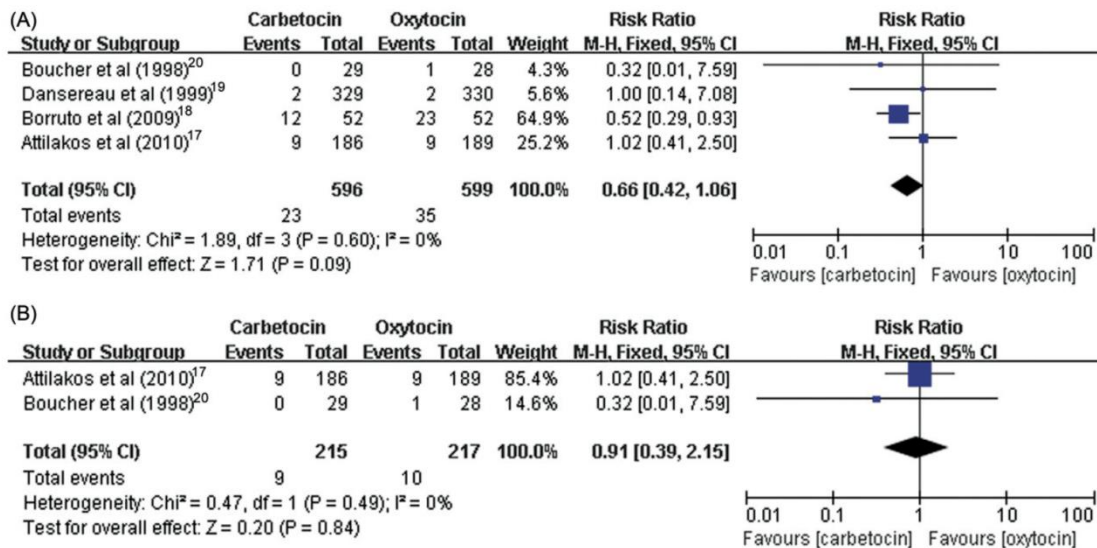 (A)
Carbetocin Oxytocin Risk Ratio Risk Ratio
Study or Subgroup Events Total Events Total Weight M-H, Fixed, 95% CI M-H, Fixed, 95% CI
Boucher et al (1998)20 0 29 1 28 4.3% 0.32 [0.01, 7.59]
Dansereau et al (1999)19 2 329 2 330 5.6% 1.00 [0.14, 7.08]
Borruto et al (2009)18 12 52 23 52 64.9% 0.52 [0.29, 0.93]
Attilakos et al (2010)17 9 186 9 189 25.2% 1.02 [0.41, 2.50]
Total (95% CI) 596 599 100.0% 0.66 [0.42, 1.06]
Total events 23 35
Heterogeneity: Chi² = 1.89, df = 3 (P = 0.60); I² = 0%
Test for overall effect: Z = 1.71 (P = 0.09)
0.01 0.1 1 10 100
Favours [carbetocin] Favours [oxytocin]
(B)
Carbetocin Oxytocin Risk Ratio Risk Ratio
Study or Subgroup Events Total Events Total Weight M-H, Fixed, 95% CI M-H, Fixed, 95% CI
Attilakos et al (2010)17 9 186 9 189 85.4% 1.02 [0.41, 2.50]
Boucher et al (1998)20 0 29 1 28 14.6% 0.32 [0.01, 7.59]
Total (95% CI) 215 217 100.0% 0.91 [0.39, 2.15]
Total events 9 10
Heterogeneity: Chi² = 0.47, df = 1 (P = 0.49); I² = 0%
Test for overall effect: Z = 0.20 (P = 0.84)
0.01 0.1 1 10 100
Favours [carbetocin] Favours [oxytocin]